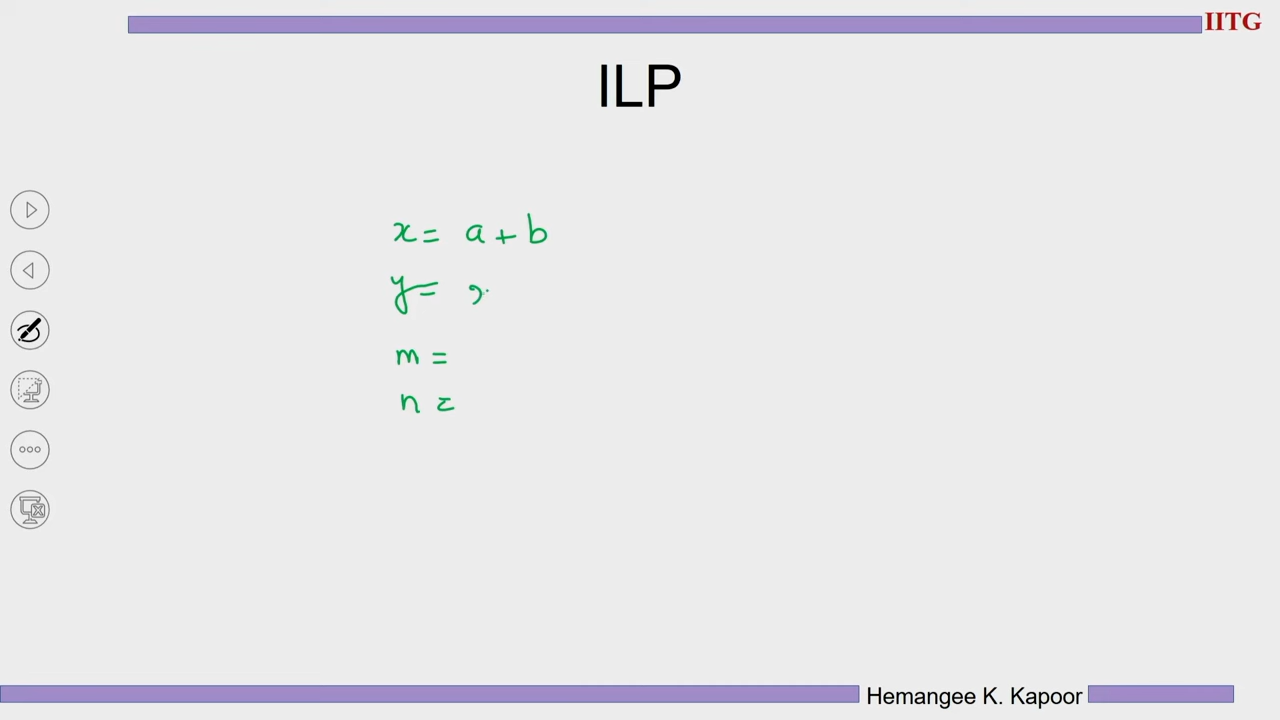 IITG
ILP
x = a + b
y =
m =
n =
Hemangee K. Kapoor